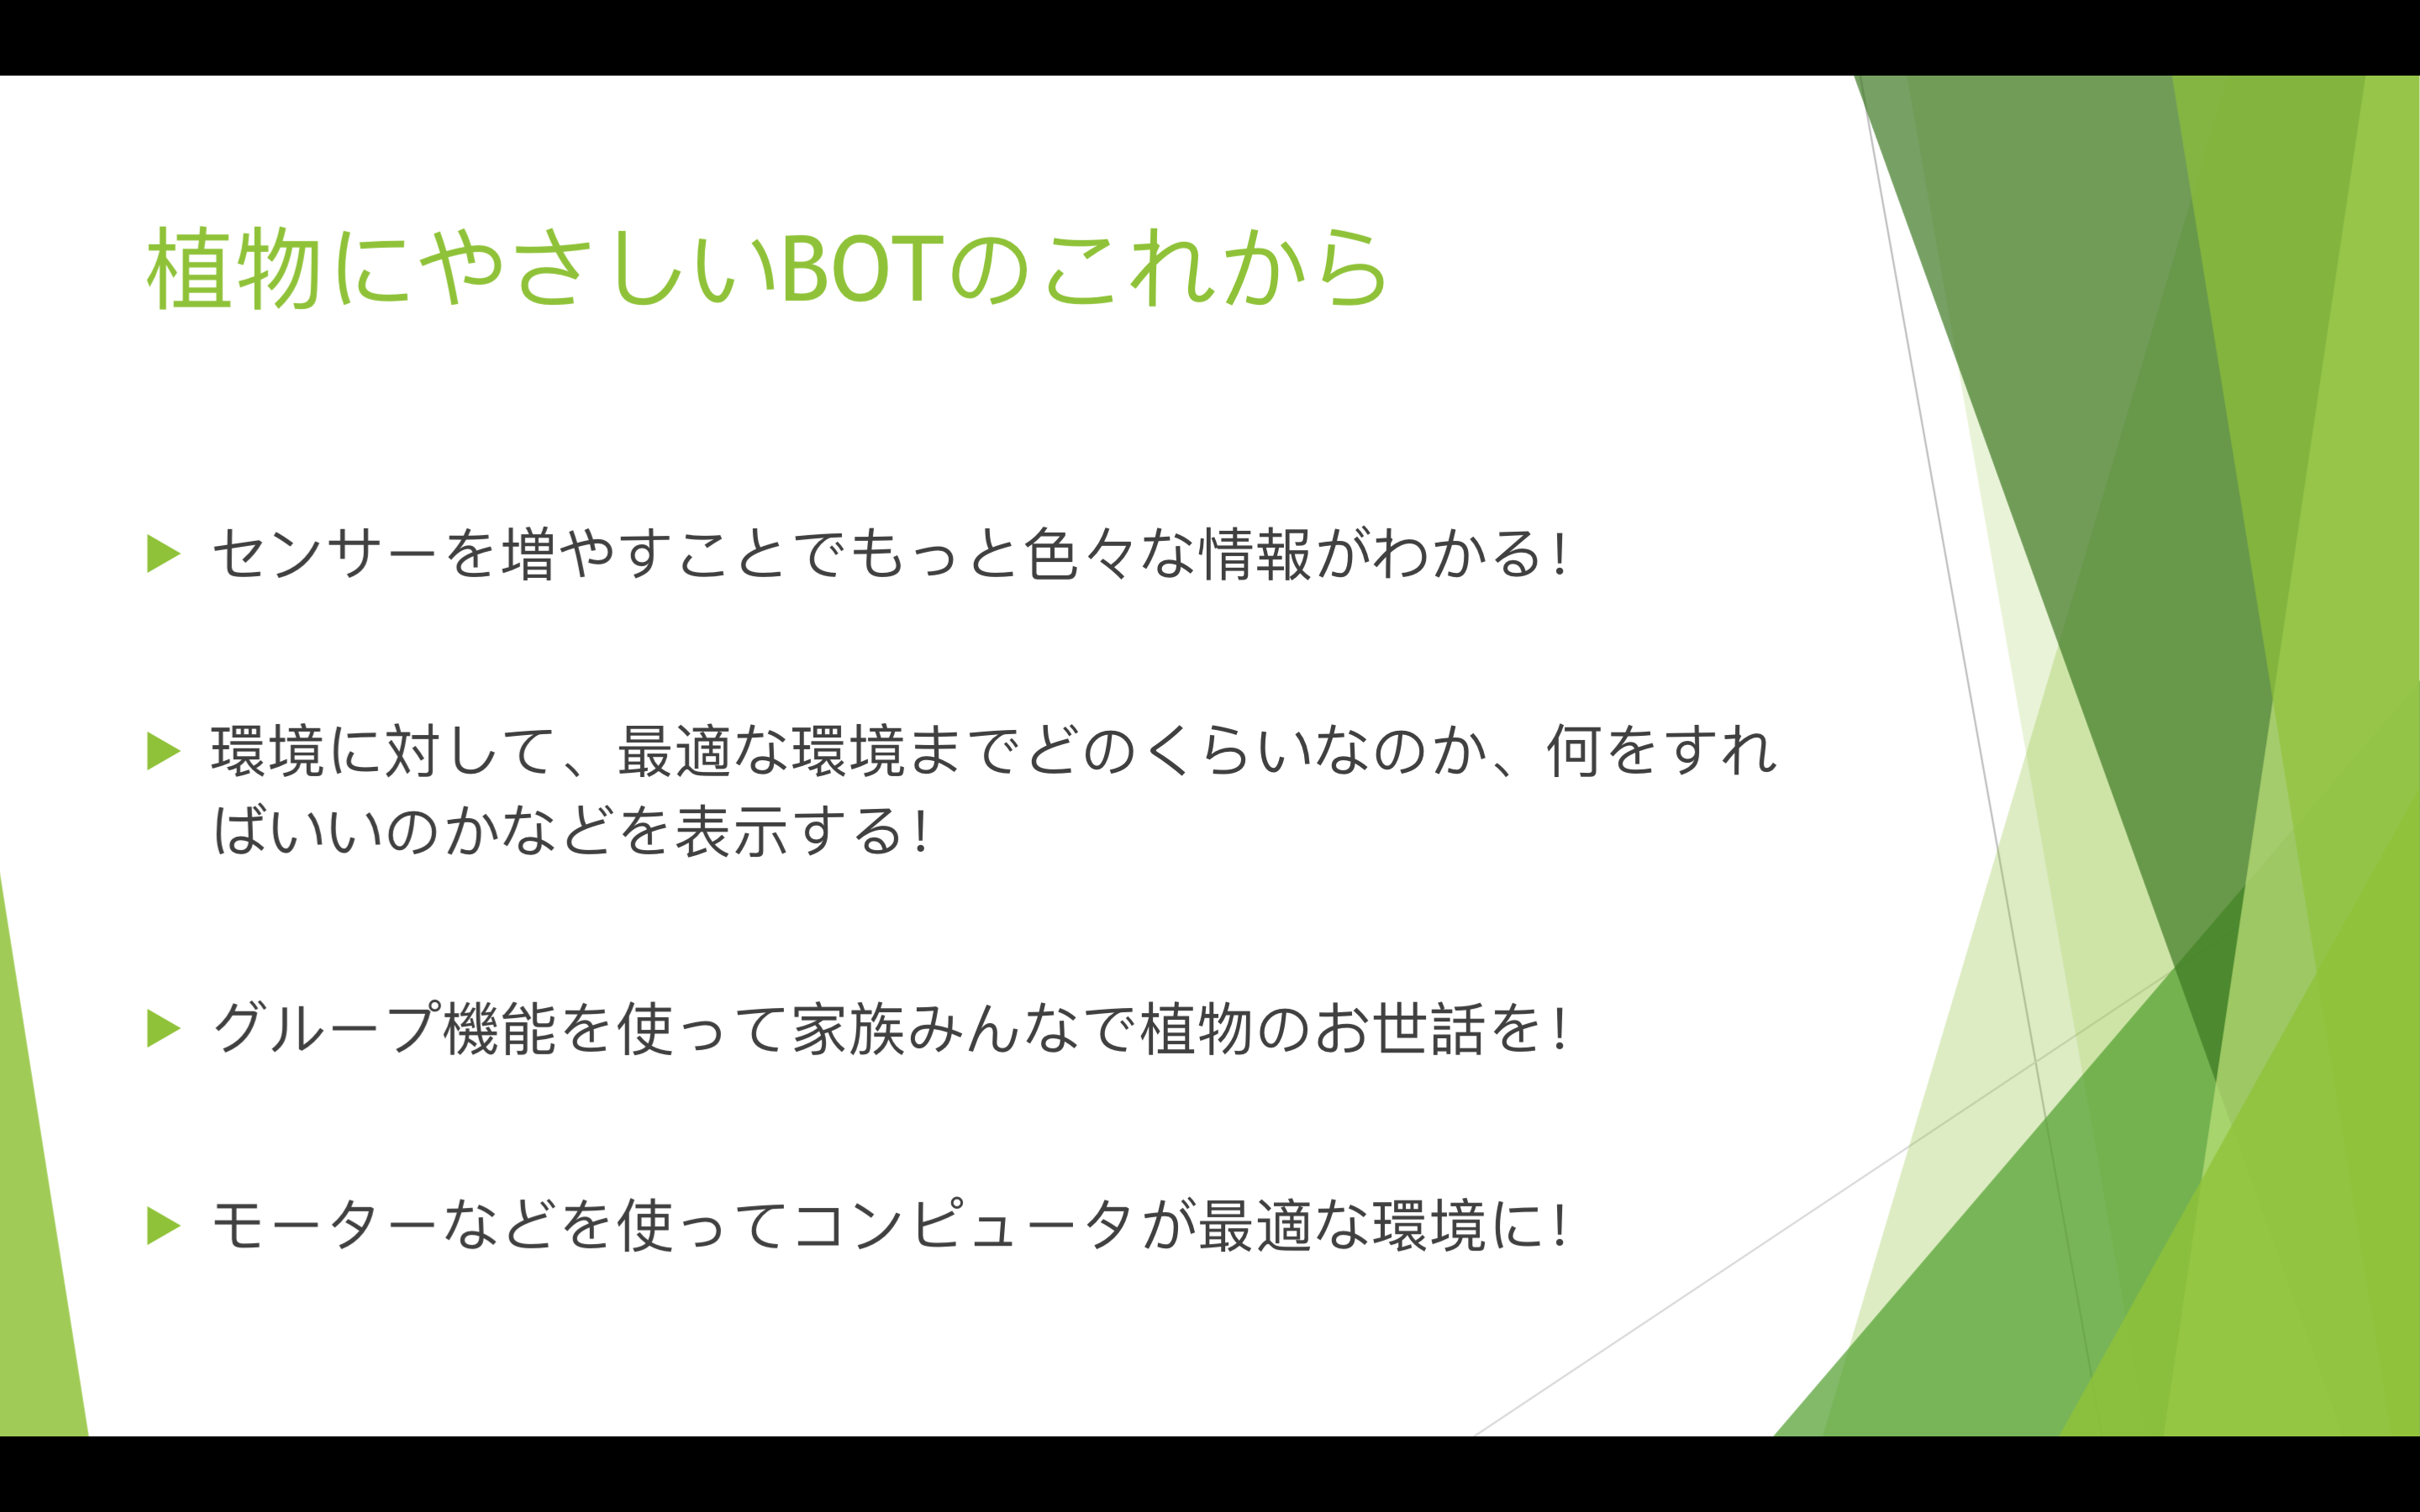 植物にやさしいBOTのこれから
センサーを増やすことでもっと色々な情報がわかる!
環境に対して、最適な環境までどのくらいなのか、何をすれ
ばいいのかなどを表示する!
グループ機能を使って家族みんなで植物のお世話を!
モーターなどを使ってコンピュータが最適な環境に!